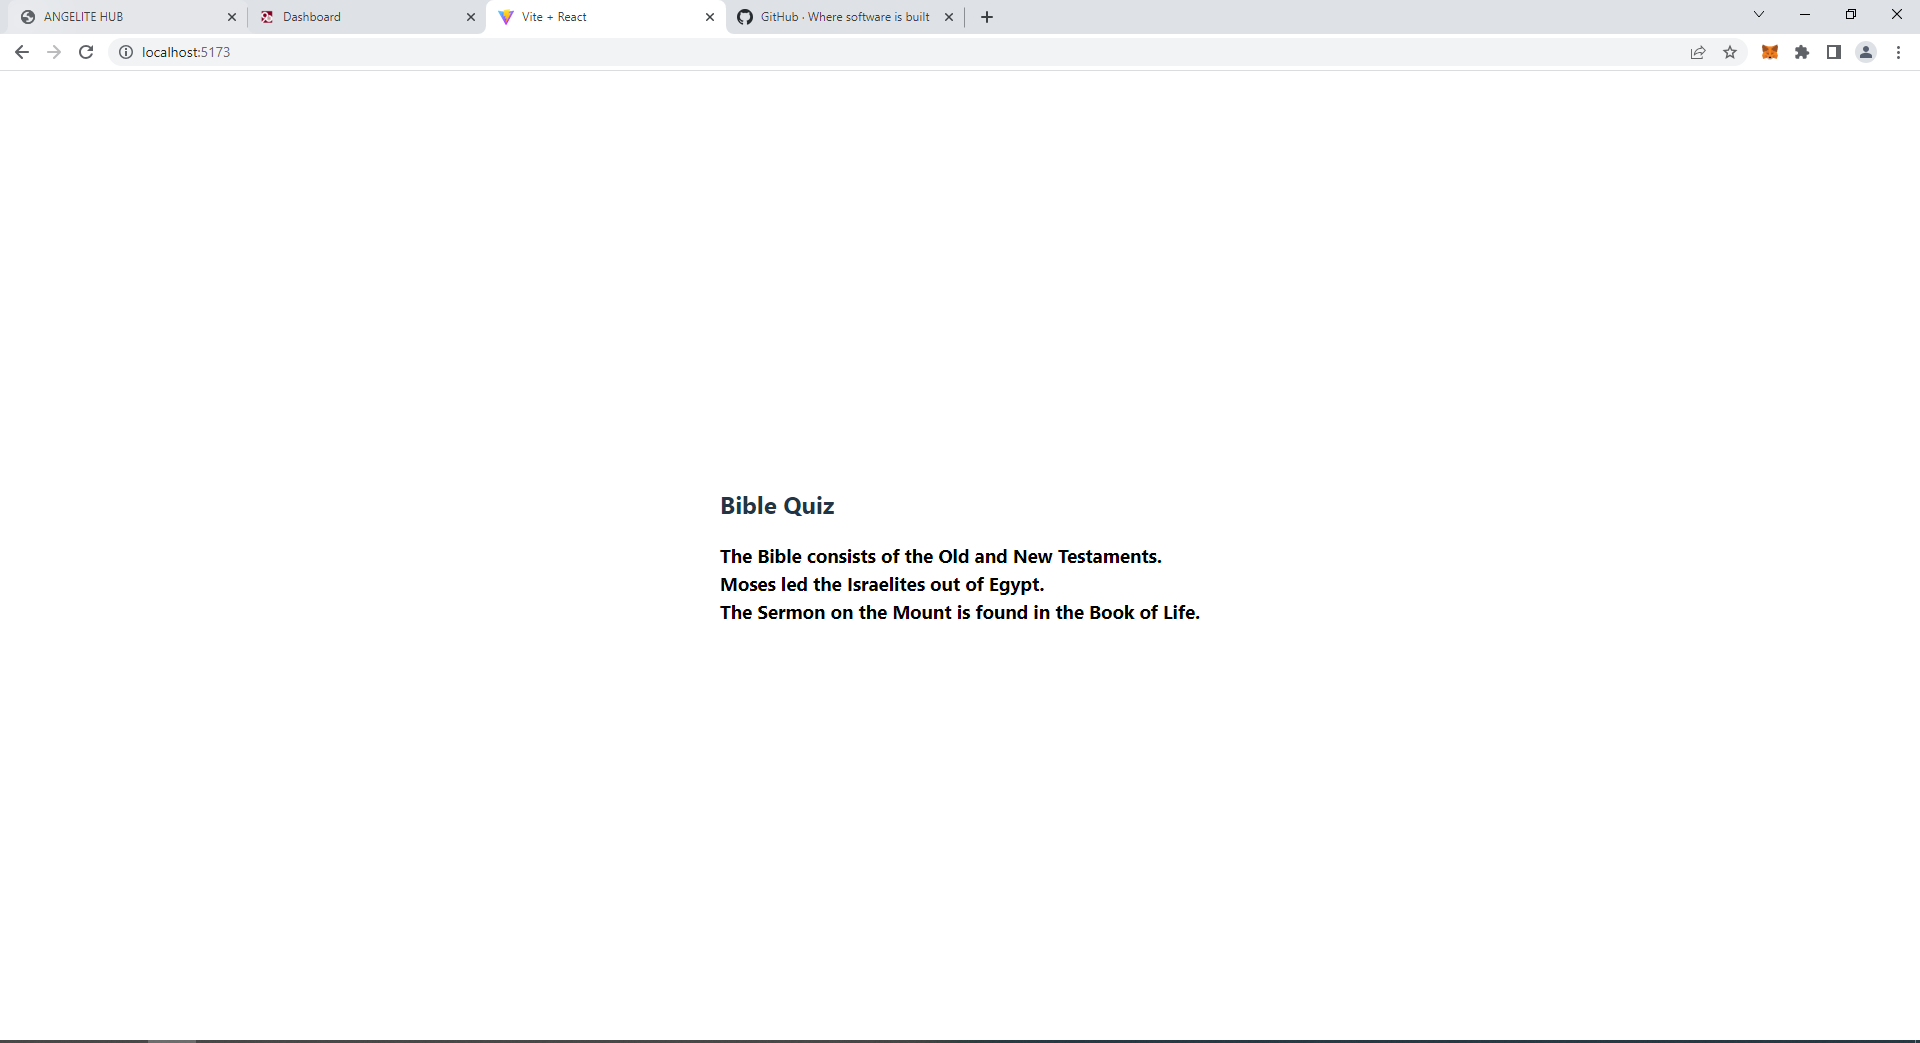 ANGELITE HUB
Dashboard
Vite + React
GitHub · Where software is built
localhost:5173
Bible Quiz
The Bible consists of the Old and New Testaments.
Moses led the Israelites out of Egypt.
The Sermon on the Mount is found in the Book of Life.